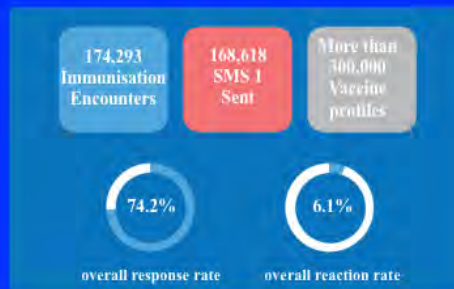 174,293
Immunisation
Encounters
168,618
SMS 1
Sent
More than
300,000
Vaccine
profiles
74.2%
6.1%
overall response rate
overall reaction rate